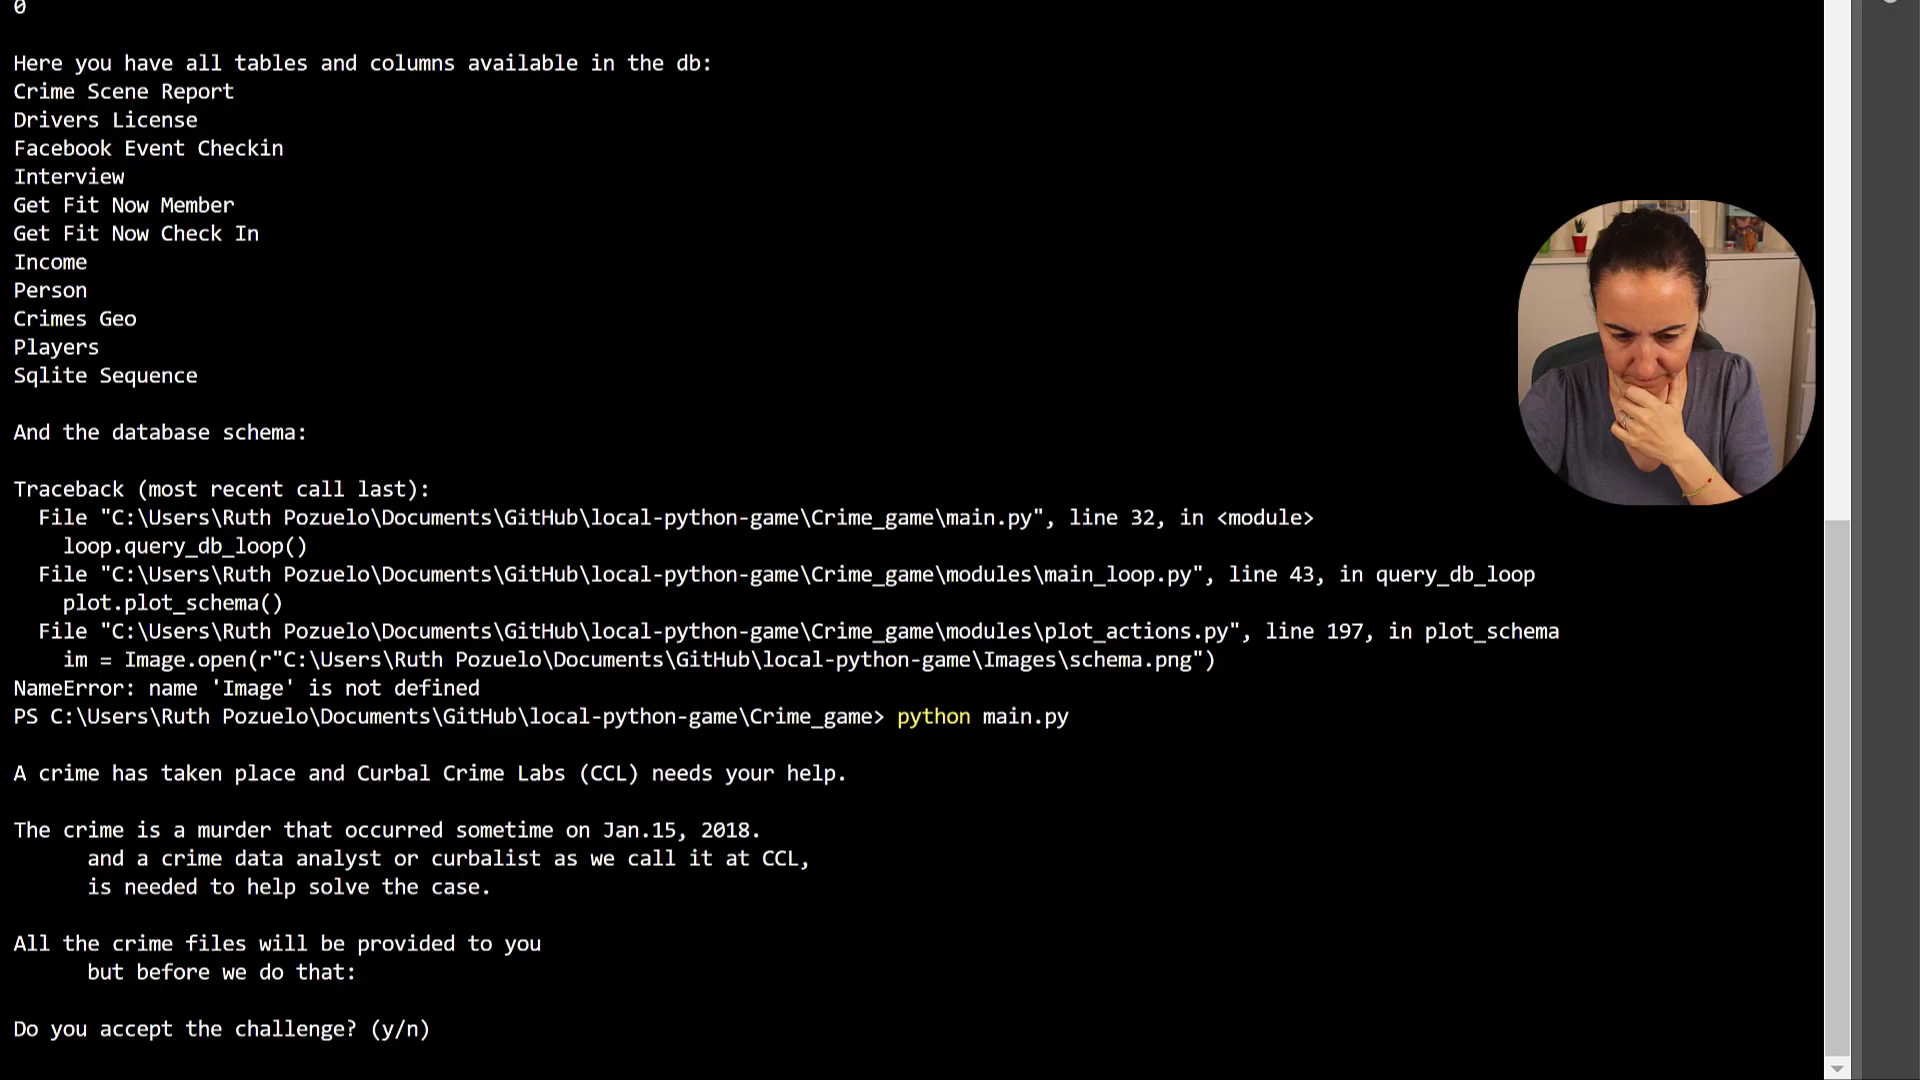 0
Here you have all tables and columns available in the db:
Crime Scene Report
Drivers License
Facebook Event Checkin
Interview
Get Fit Now Member
Get Fit Now Check In
Income
Person
Crimes Geo
Players
Sqlite Sequence
And the database schema:
Traceback (most recent call last):
  File "C:\Users\Ruth Pozuelo\Documents\GitHub\local-python-game\Crime_game\main.py", line 32, in <module>
    loop.query_db_loop()
  File "C:\Users\Ruth Pozuelo\Documents\GitHub\local-python-game\Crime_game\modules\main_loop.py", line 43, in query_db_loop
    plot.plot_schema()
  File "C:\Users\Ruth Pozuelo\Documents\GitHub\local-python-game\Crime_game\modules\plot_actions.py", line 197, in plot_schema
    im = Image.open(r"C:\Users\Ruth Pozuelo\Documents\GitHub\local-python-game\Images\schema.png")
NameError: name 'Image' is not defined
PS C:\Users\Ruth Pozuelo\Documents\GitHub\local-python-game\Crime_game> python main.py
A crime has taken place and Curbal Crime Labs (CCL) needs your help.
The crime is a murder that occurred sometime on Jan.15, 2018.
      and a crime data analyst or curbalist as we call it at CCL,
      is needed to help solve the case.
All the crime files will be provided to you
      but before we do that:
Do you accept the challenge? (y/n)